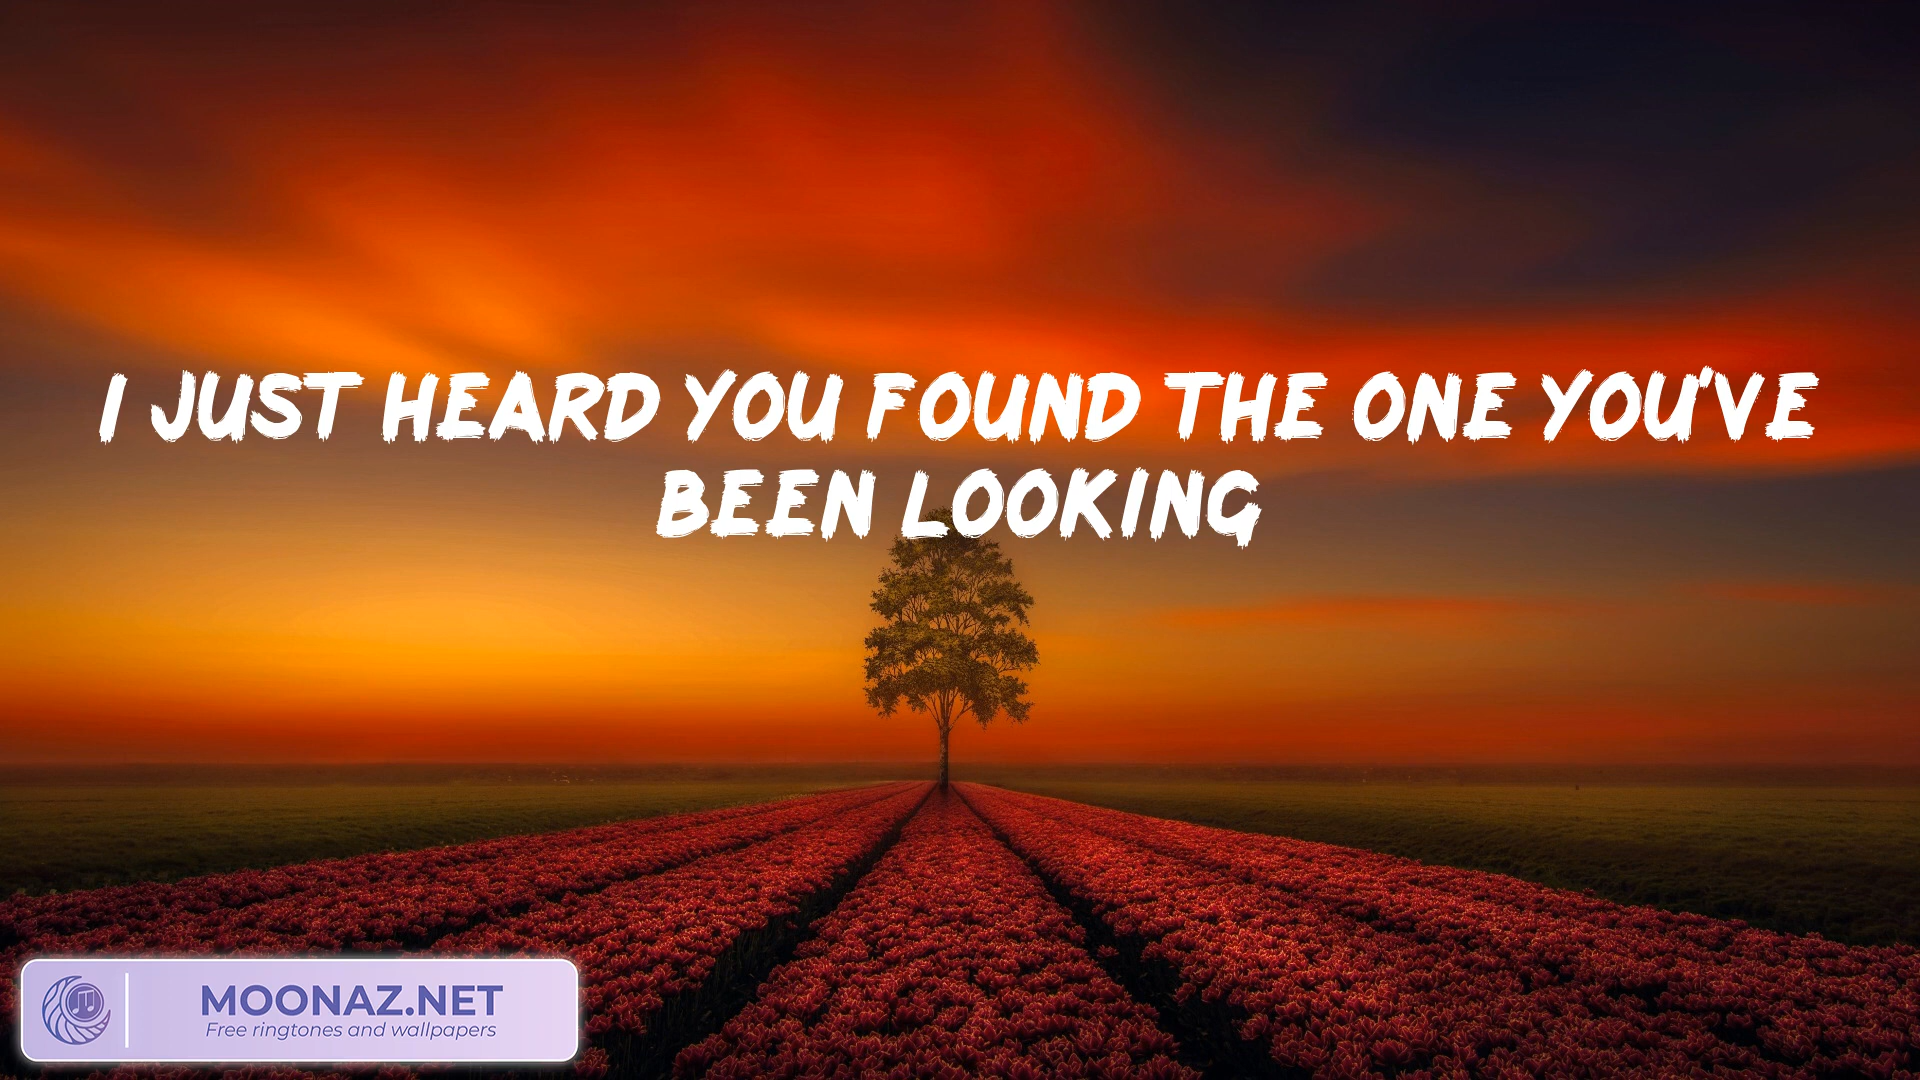 I JUST HEARD YOU FOUND THE ONE YOU'VE
BEEN LOOKING
MOONAZ.NET
Free ringtones and wallpapers